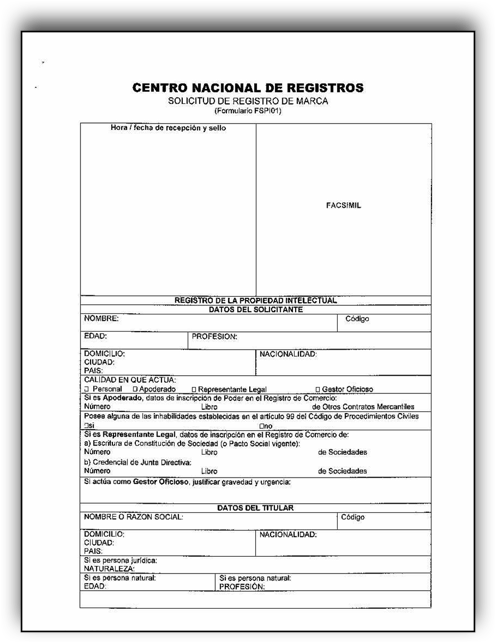 CENTRO NACIONAL DE REGISTROS
SOLICITUD DE REGISTRO DE MARCA
(Formulario FSPI01)
Hora / fecha de recepción y sello
FACSIMIL
REGISTRO DE LA PROPIEDAD INTELECTUAL
DATOS DEL SOLICITANTE
NOMBRE: Código
EDAD: PROFESION:
DOMICILIO: NACIONALIDAD:
CIUDAD:
PAIS:
CALIDAD EN QUE ACTUA:
□ Personal □ Apoderado □ Representante Legal □ Gestor Oficioso
Si es Apoderado, datos de inscripción de Poder en el Registro de Comercio:
Número Libro de Otros Contratos Mercantiles
Posee alguna de las inhabilidades establecidas en el artículo 99 del Código de Procedimientos Civiles
□si □no
Si es Representante Legal, datos de inscripción en el Registro de Comercio de:
a) Escritura de Constitución de Sociedad (o Pacto Social vigente):
Número Libro de Sociedades
b) Credencial de Junta Directiva:
Número Libro de Sociedades
Si actúa como Gestor Oficioso, justificar gravedad y urgencia:
DATOS DEL TITULAR
NOMBRE O RAZON SOCIAL: Código
DOMICILIO: NACIONALIDAD:
CIUDAD:
PAIS:
Si es persona jurídica:
NATURALEZA:
Si es persona natural: Si es persona natural:
EDAD: PROFESIÓN: